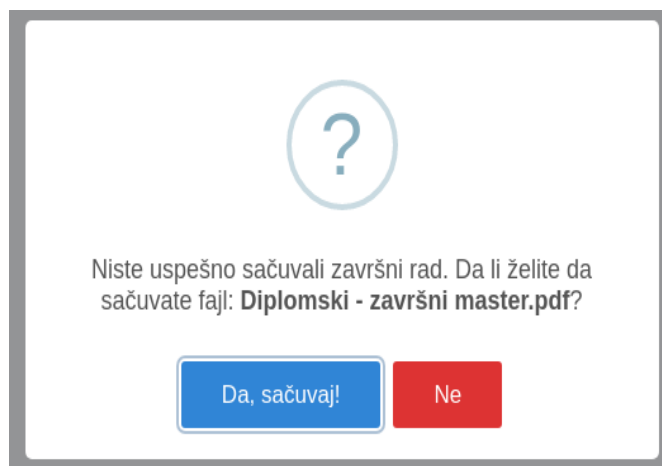 ?
Niste uspešno sačuvali završni rad. Da li želite da
sačuvate fajl: Diplomski - završni master.pdf?
Da, sačuvaj!
Ne